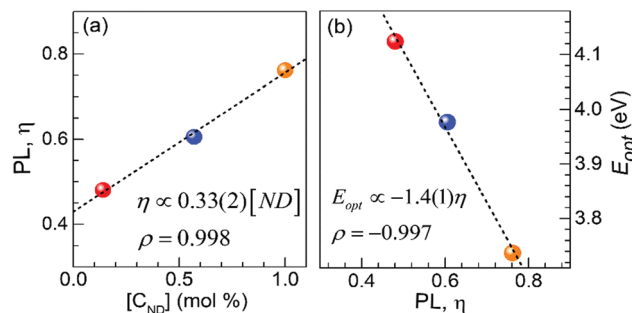 (a)
0.8
0.6
0.4
PL, η
η ∝ 0.33(2)[ND]
ρ = 0.998
0.0 0.5 1.0
[C_ND] (mol %)
(b)
4.1
4.0
3.9
3.8
E_opt (eV)
E_opt ∝ −1.4(1)η
ρ = −0.997
0.4 0.6 0.8
PL, η